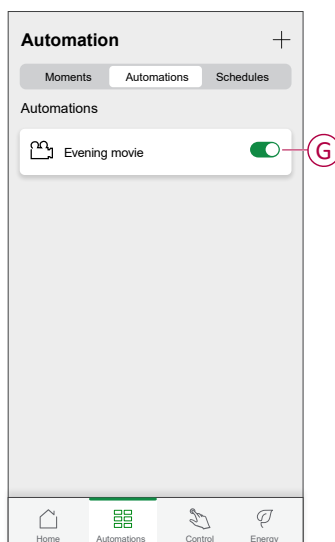 Automation
Moments Automations Schedules
Automations
Evening movie
G
Home Automations Control Energy